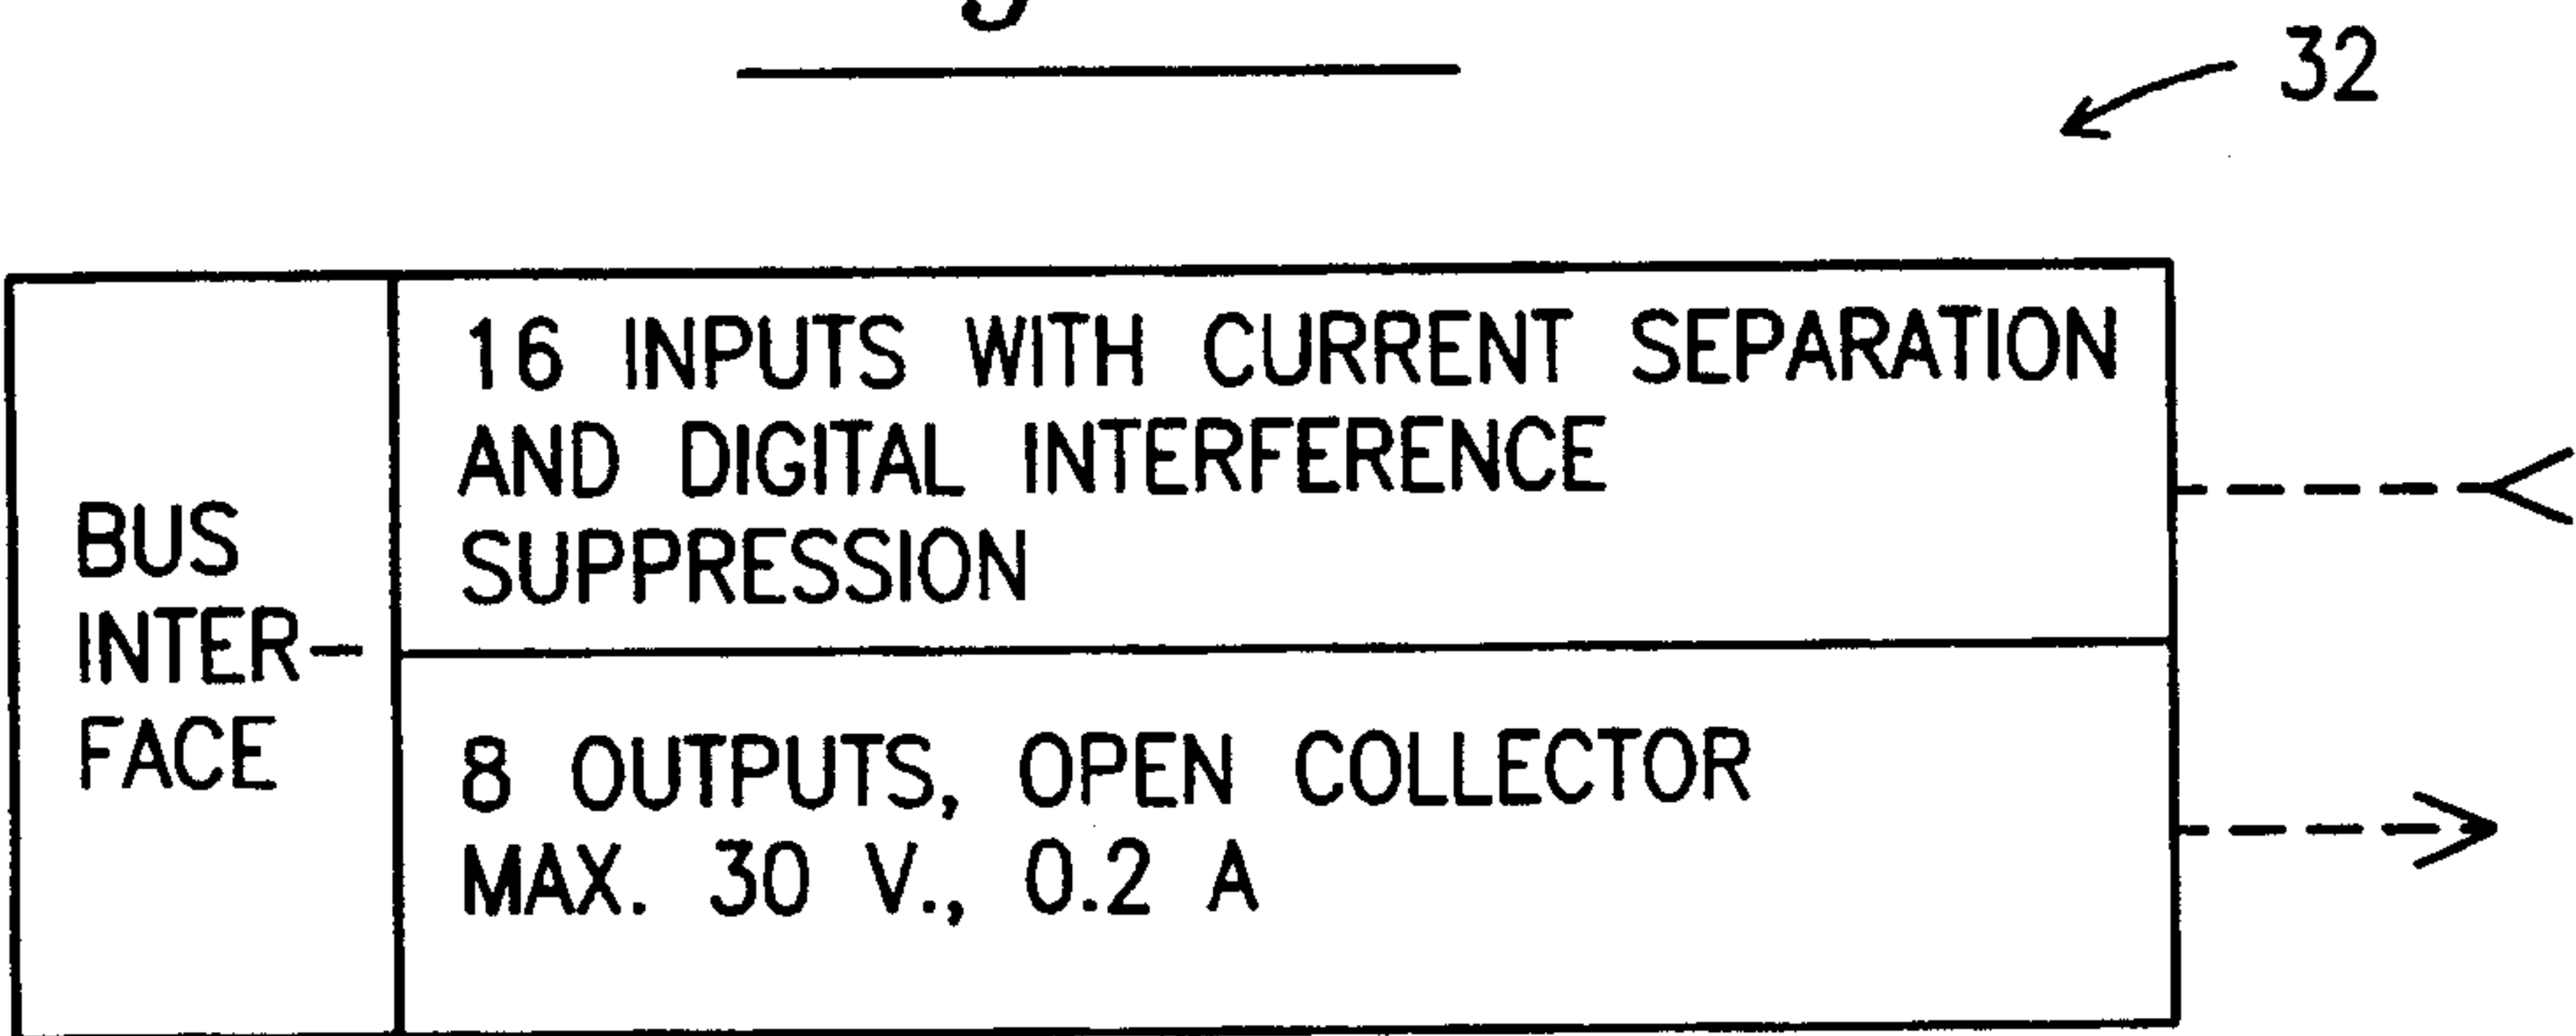 32
BUS
INTER-
FACE
16 INPUTS WITH CURRENT SEPARATION
AND DIGITAL INTERFERENCE
SUPPRESSION
8 OUTPUTS, OPEN COLLECTOR
MAX. 30 V., 0.2 A